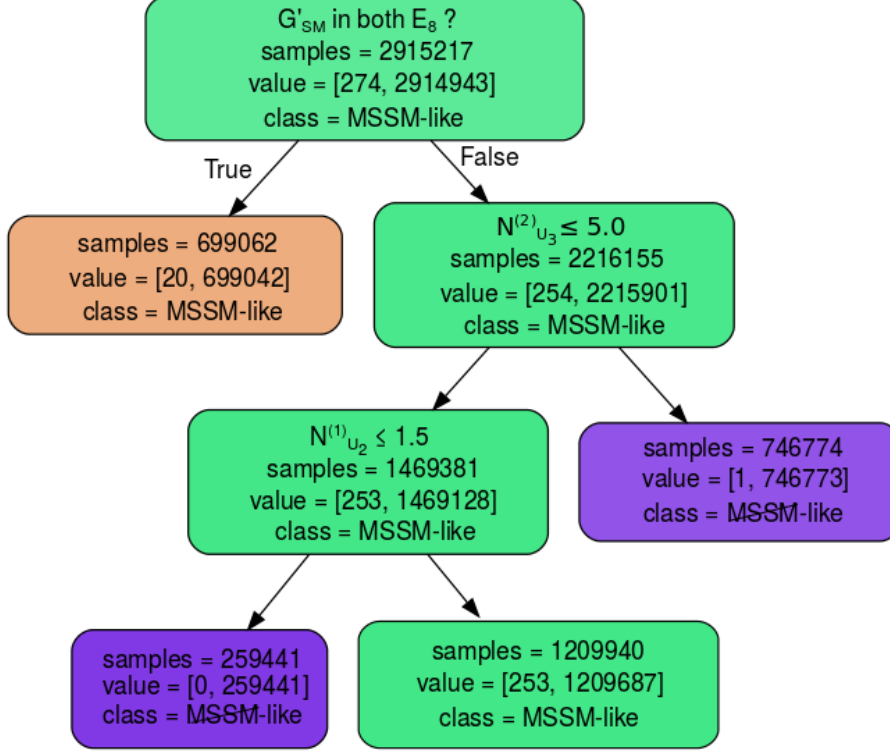 G'SM in both E8 ?
samples = 2915217
value = [274, 2914943]
class = MSSM-like
True
False
samples = 699062
value = [20, 699042]
class = MSSM-like
N(2)U3 ≤ 5.0
samples = 2216155
value = [254, 2215901]
class = MSSM-like
N(1)U2 ≤ 1.5
samples = 1469381
value = [253, 1469128]
class = MSSM-like
samples = 746774
value = [1, 746773]
class = MSSM-like
samples = 259441
value = [0, 259441]
class = MSSM-like
samples = 1209940
value = [253, 1209687]
class = MSSM-like